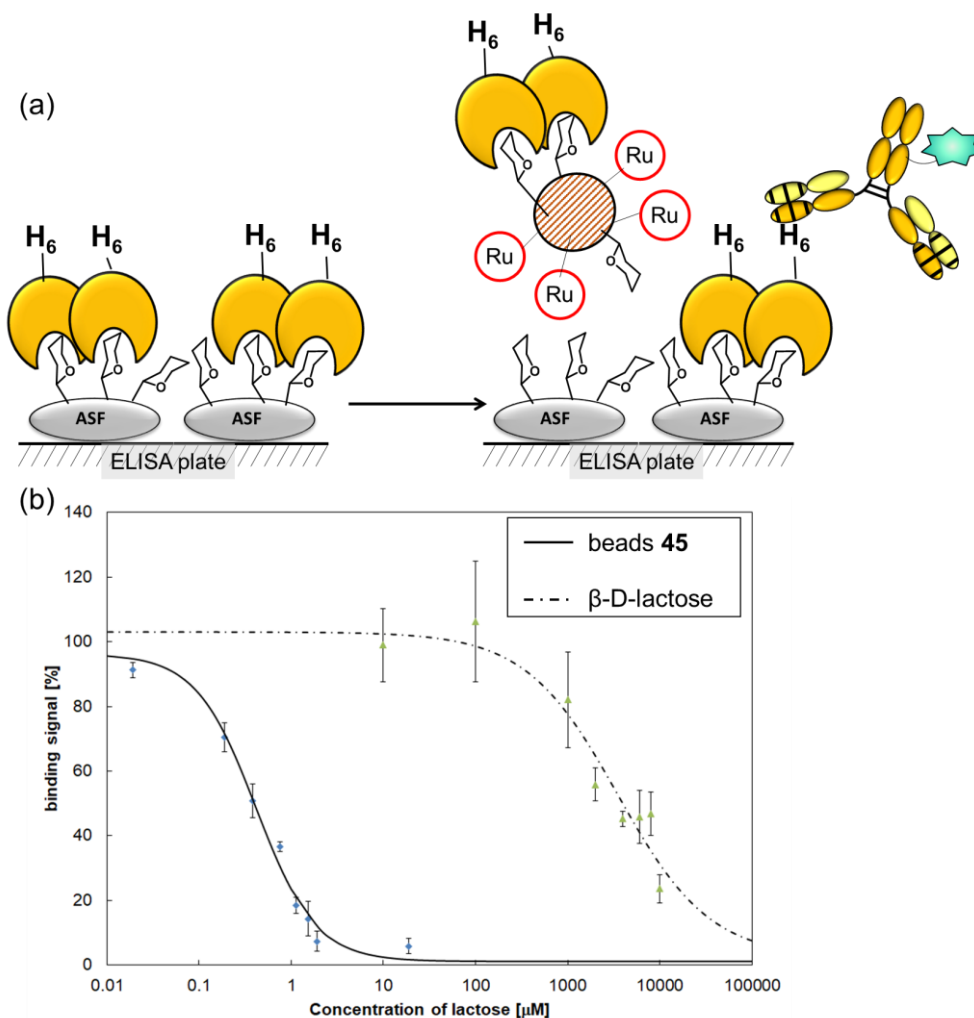 (a)
H6
H6
H6
H6
ASF
ASF
ELISA plate
H6
H6
Ru
Ru
Ru
Ru
H6
H6
ASF
ASF
ELISA plate
(b)
beads 45
β-D-lactose
binding signal [%]
140
120
100
80
60
40
20
0
0.01 0.1 1 10 100 1000 10000 100000
Concentration of lactose [µM]